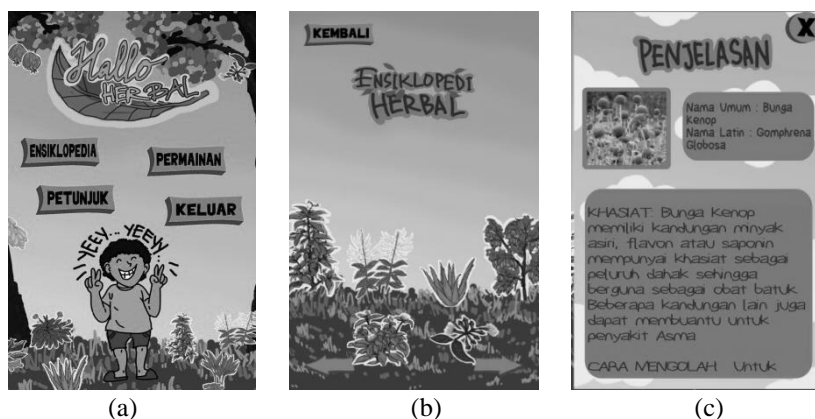 Hallo
HERBAL
ENSIKLOPEDIA
PERMAINAN
PETUNJUK
KELUAR
YEEY... YEEYY..
(a)
KEMBALI
ENSIKLOPEDI
HERBAL
(b)
X
PENJELASAN
Nama Umum : Bunga
Kenop
Nama Latin : Gomphrena
Globosa
KHASIAT: Bunga Kenop
memiliki kandungan minyak
asiri, flavon atau saponin
mempunyai khasiat sebagai
peluruh dahak sehingga
berguna sebagai obat batuk.
Beberapa kandungan lain juga
dapat membuantu untuk
penyakit Asma
CARA MENGOLAH: Untuk
(c)